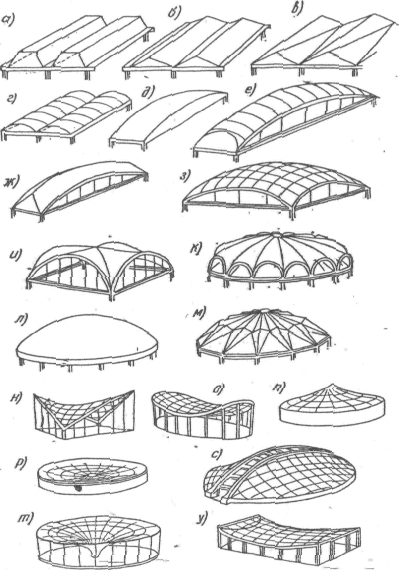 а) б) в)
г) д) е)
ж) з)
и) к)
л) м)
н) о) п)
р) с)
т) у)